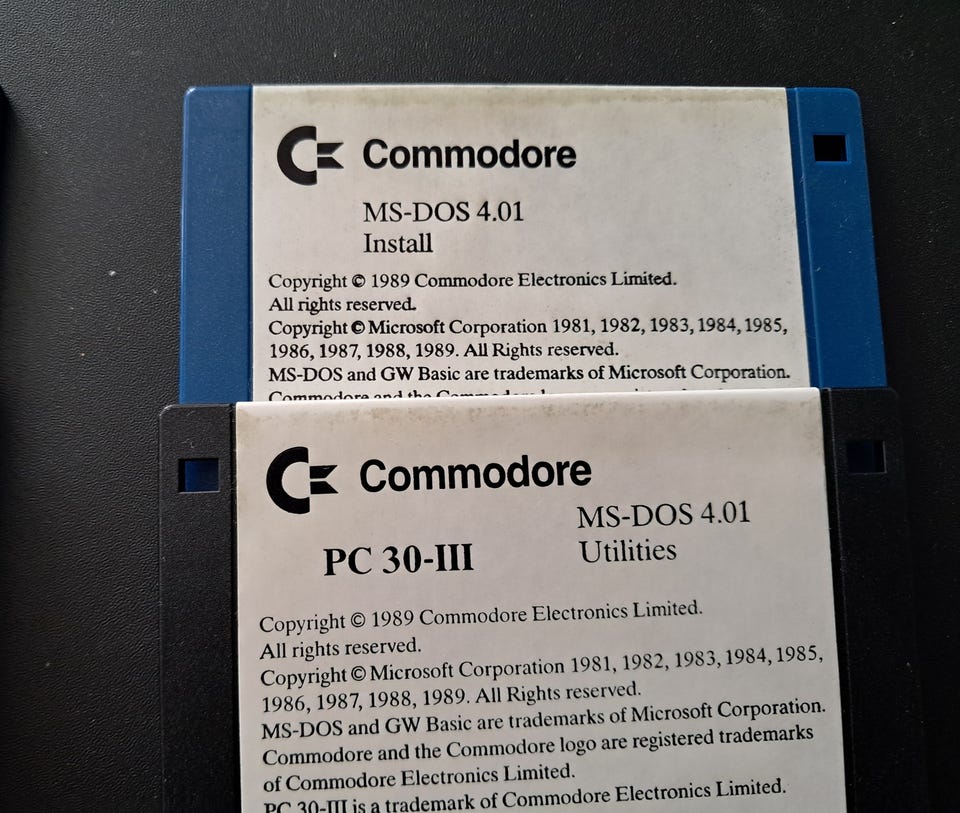 Commodore
MS-DOS 4.01
Install
Copyright © 1989 Commodore Electronics Limited.
All rights reserved.
Copyright © Microsoft Corporation 1981, 1982, 1983, 1984, 1985,
1986, 1987, 1988, 1989. All Rights reserved.
MS-DOS and GW Basic are trademarks of Microsoft Corporation.
Commodore and the Commodore
Commodore
MS-DOS 4.01
PC 30-III
Utilities
Copyright © 1989 Commodore Electronics Limited.
All rights reserved.
Copyright © Microsoft Corporation 1981, 1982, 1983, 1984, 1985,
1986, 1987, 1988, 1989. All Rights reserved.
MS-DOS and GW Basic are trademarks of Microsoft Corporation.
Commodore and the Commodore logo are registered trademarks
of Commodore Electronics Limited.
PC 30-III is a trademark of Commodore Electronics Limited.